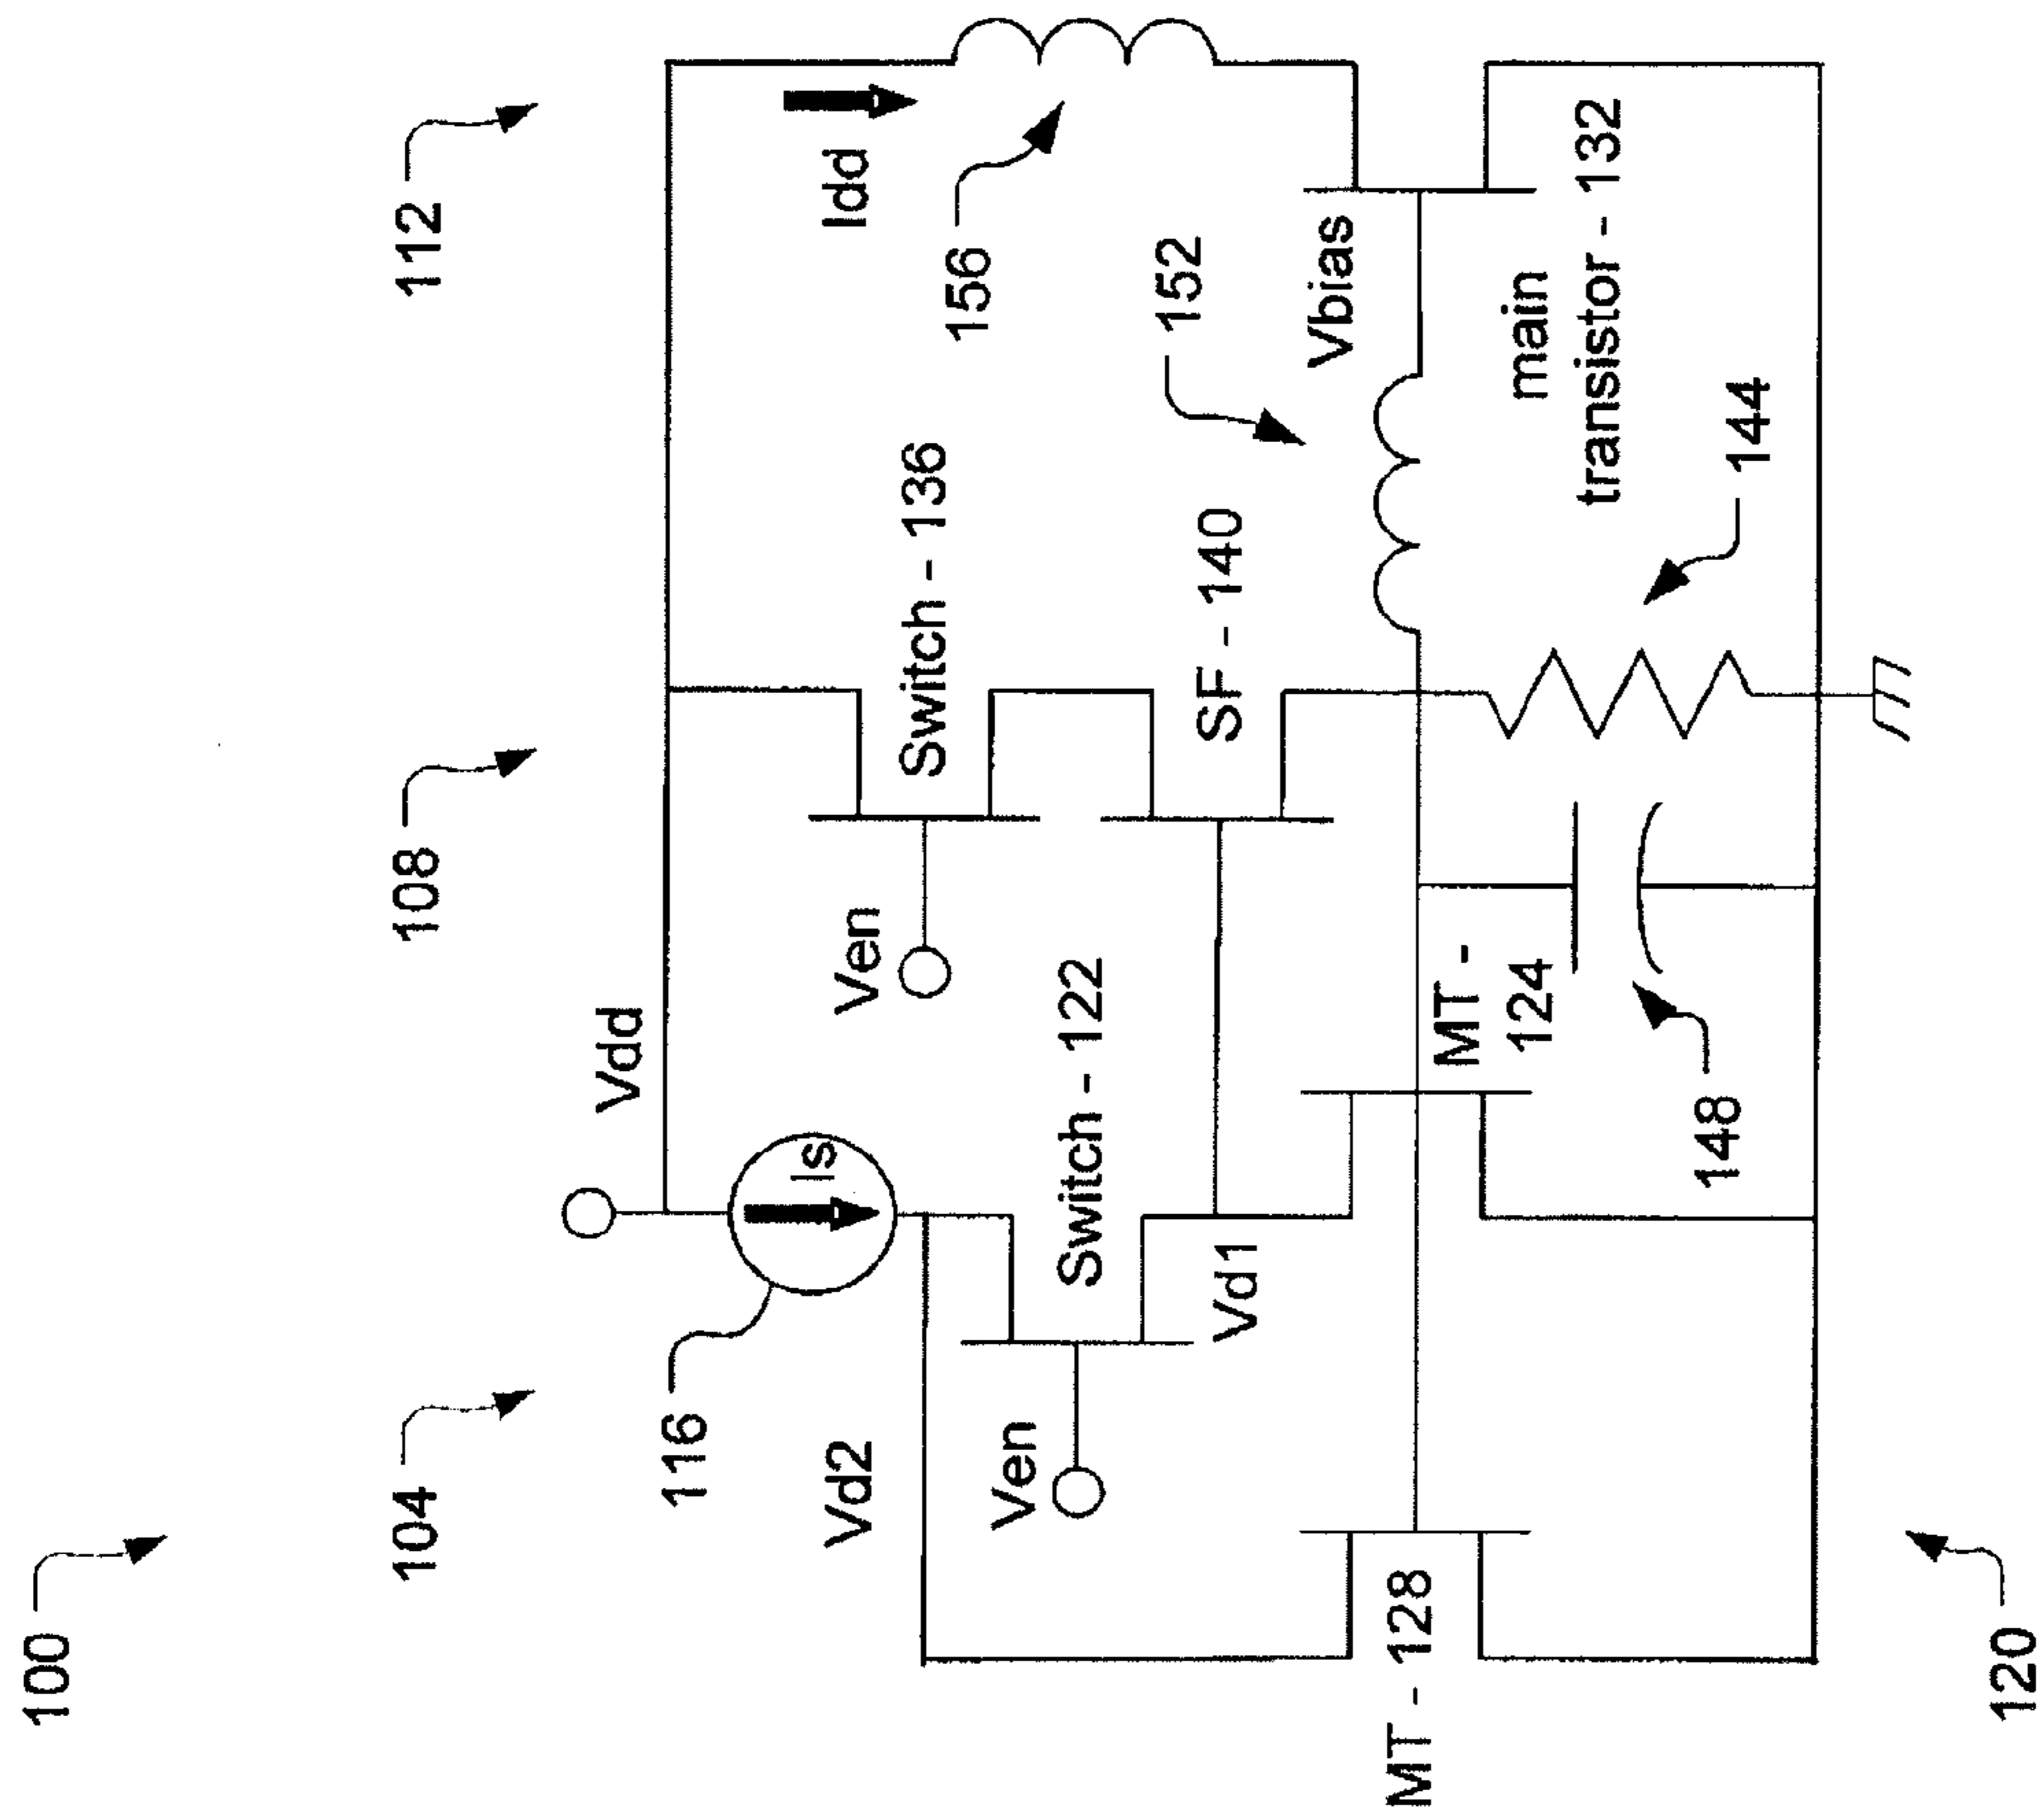 100
104
108
112
116
Vdd
Is
Idd
156
Vd2
Ven
Switch - 122
Vd1
Ven
Switch - 136
SF - 140
152
Vbias
main
transistor - 132
144
MT -
124
148
MT - 128
120